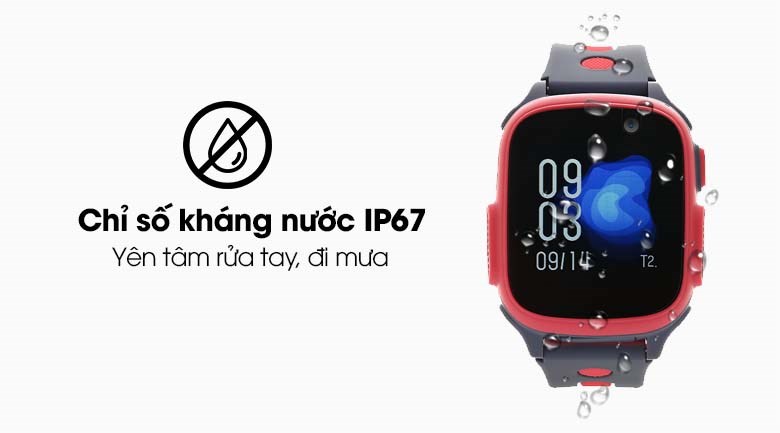 Chỉ số kháng nước IP67
Yên tâm rửa tay, đi mưa
09
03
09/14 T2.